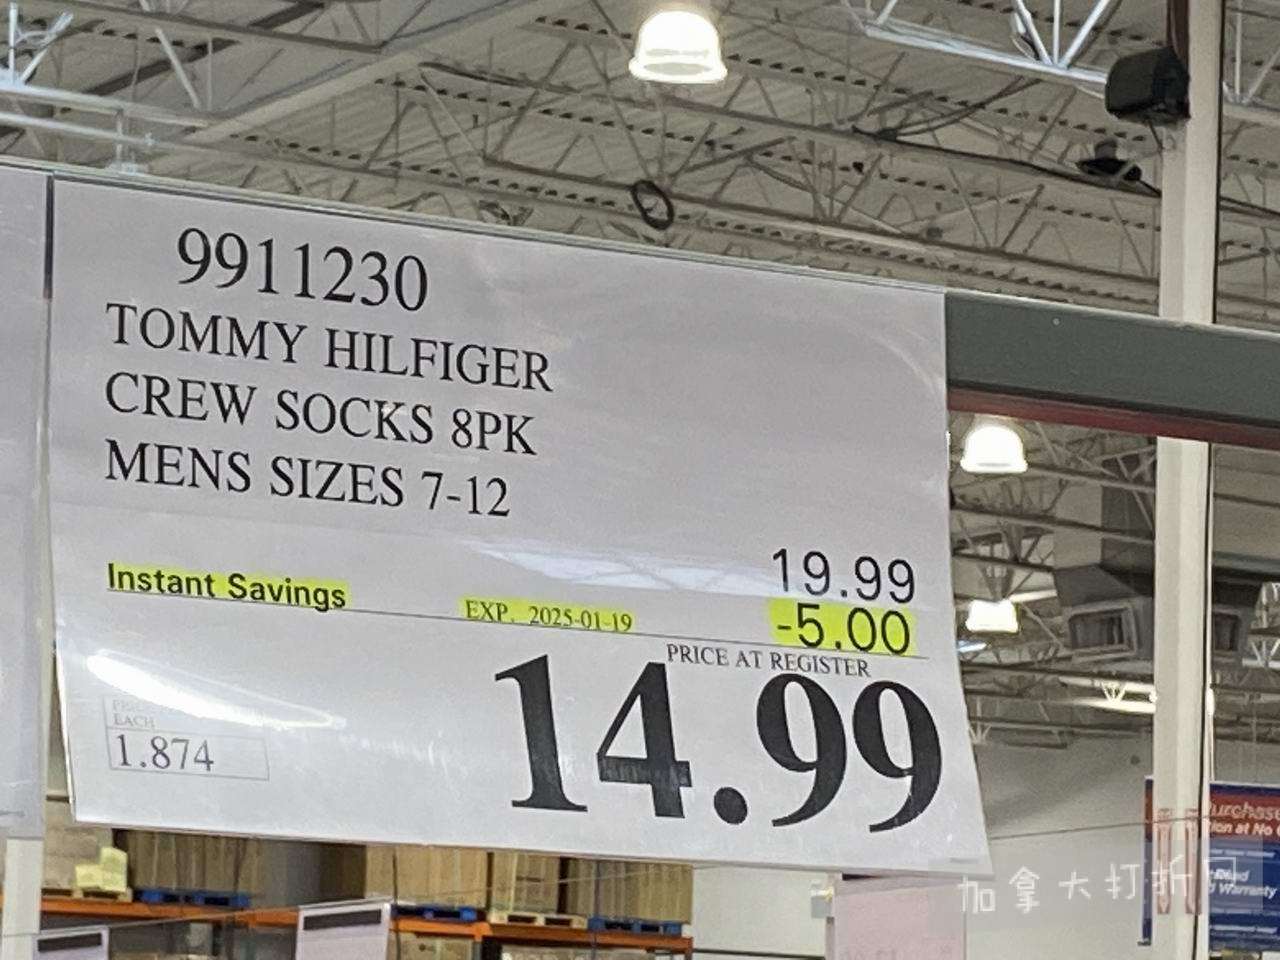 9911230
TOMMY HILFIGER
CREW SOCKS 8PK
MENS SIZES 7-12
19.99
Instant Savings EXP. 2025-01-19 -5.00
PRICE AT REGISTER
14.99
EACH
1.874
Warranty
加拿大打折